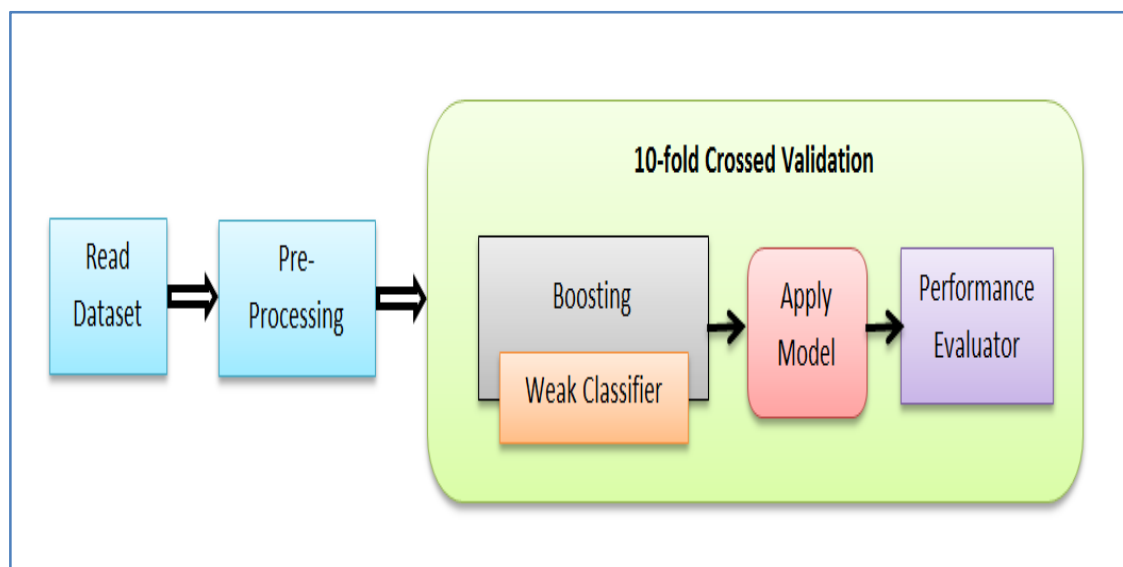 10-fold Crossed Validation
Read
Dataset
Pre-
Processing
Boosting
Weak Classifier
Apply
Model
Performance
Evaluator